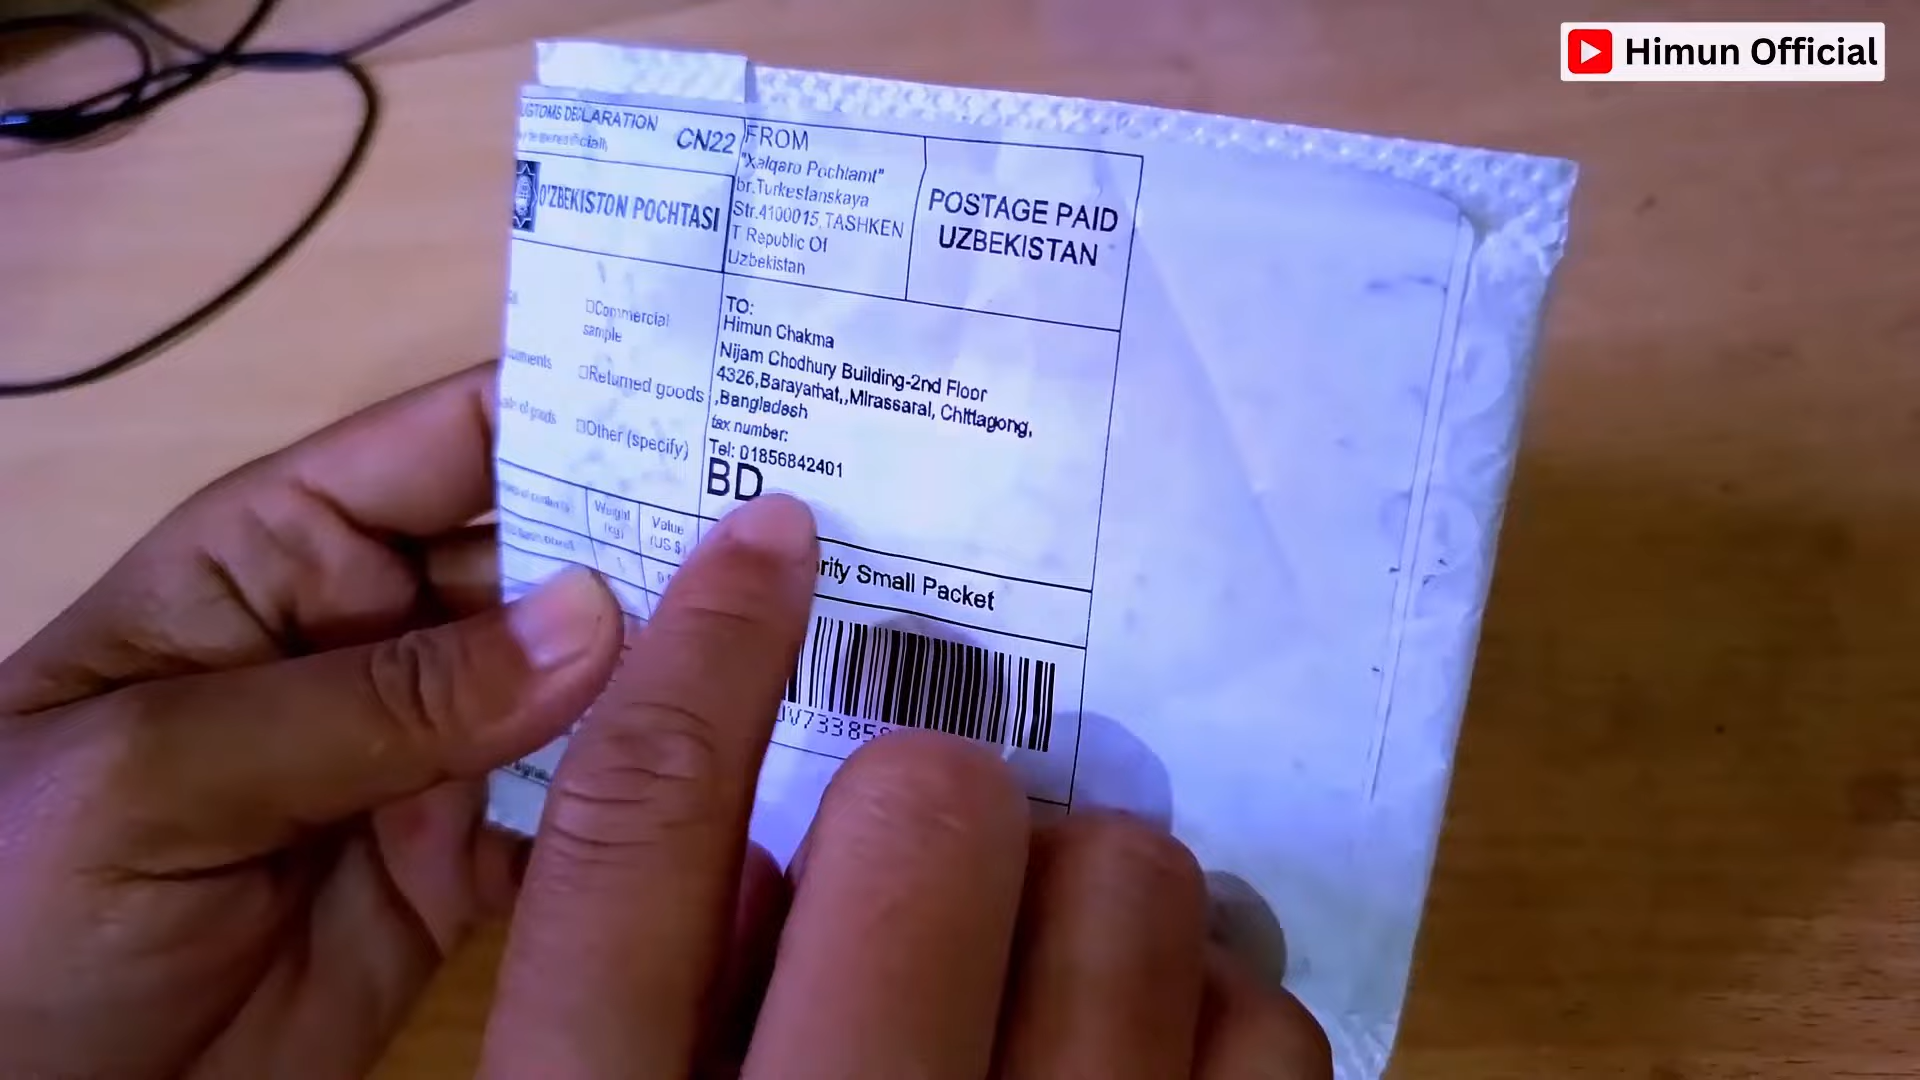 Himun Official
CUSTOMS DECLARATION
CN22
O'ZBEKISTON POCHTASI
FROM
"Xalqaro Pochtamt"
br.Turkestanskaya
Str.4100015,TASHKEN
T Republic Of
Uzbekistan
POSTAGE PAID
UZBEKISTAN
□Commercial
sample
□Returned goods
□Other (specify)
TO:
Himun Chakma
Nijam Chodhury Building-2nd Floor
4326,Barayarhat,,Mirassaral, Chittagong,
,Bangladesh
tax number:
Tel: 01856842401
BD
Weight
(kg)
Value
(US $)
Small Packet